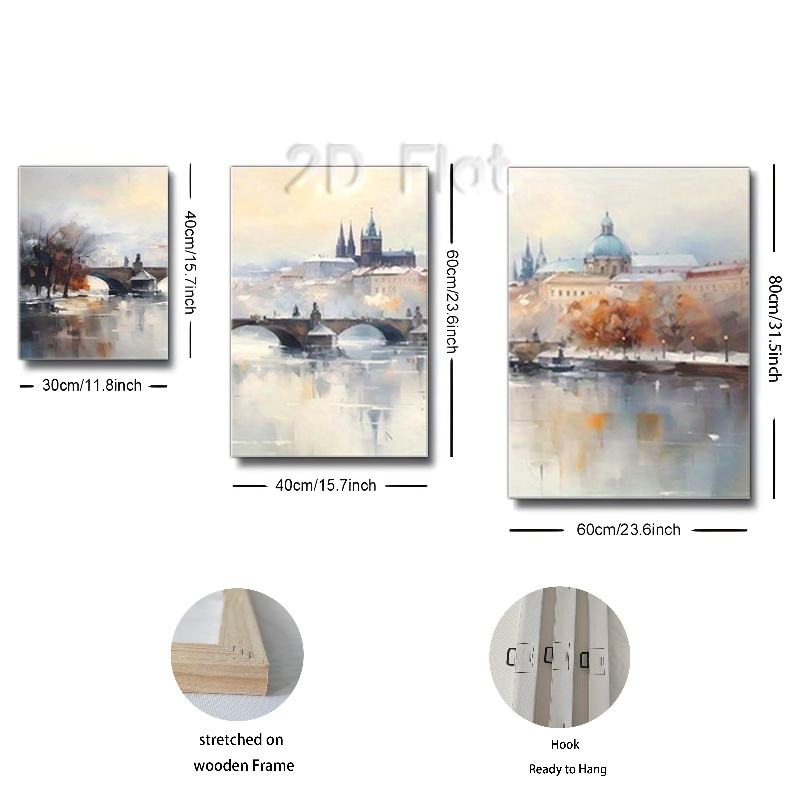 2D Flat
40cm/15.7inch
30cm/11.8inch
60cm/23.6inch
40cm/15.7inch
80cm/31.5inch
60cm/23.6inch
stretched on
wooden Frame
Hook
Ready to Hang